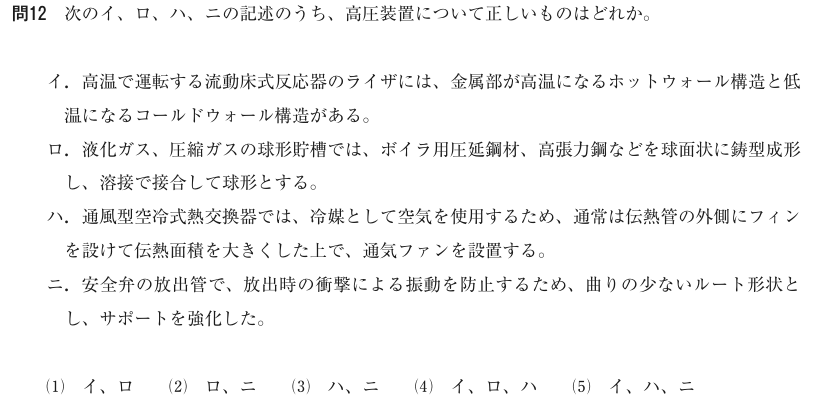 問12　次のイ、ロ、ハ、ニの記述のうち、高圧装置について正しいものはどれか。
イ．高温で運転する流動床式反応器のライザには、金属部が高温になるホットウォール構造と低
温になるコールドウォール構造がある。
ロ．液化ガス、圧縮ガスの球形貯槽では、ボイラ用圧延鋼材、高張力鋼などを球面状に鋳型成形
し、溶接で接合して球形とする。
ハ．通風型空冷式熱交換器では、冷媒として空気を使用するため、通常は伝熱管の外側にフィン
を設けて伝熱面積を大きくした上で、通気ファンを設置する。
ニ．安全弁の放出管で、放出時の衝撃による振動を防止するため、曲りの少ないルート形状と
し、サポートを強化した。
(1)　イ、ロ　(2)　ロ、ニ　(3)　ハ、ニ　(4)　イ、ロ、ハ　(5)　イ、ハ、ニ